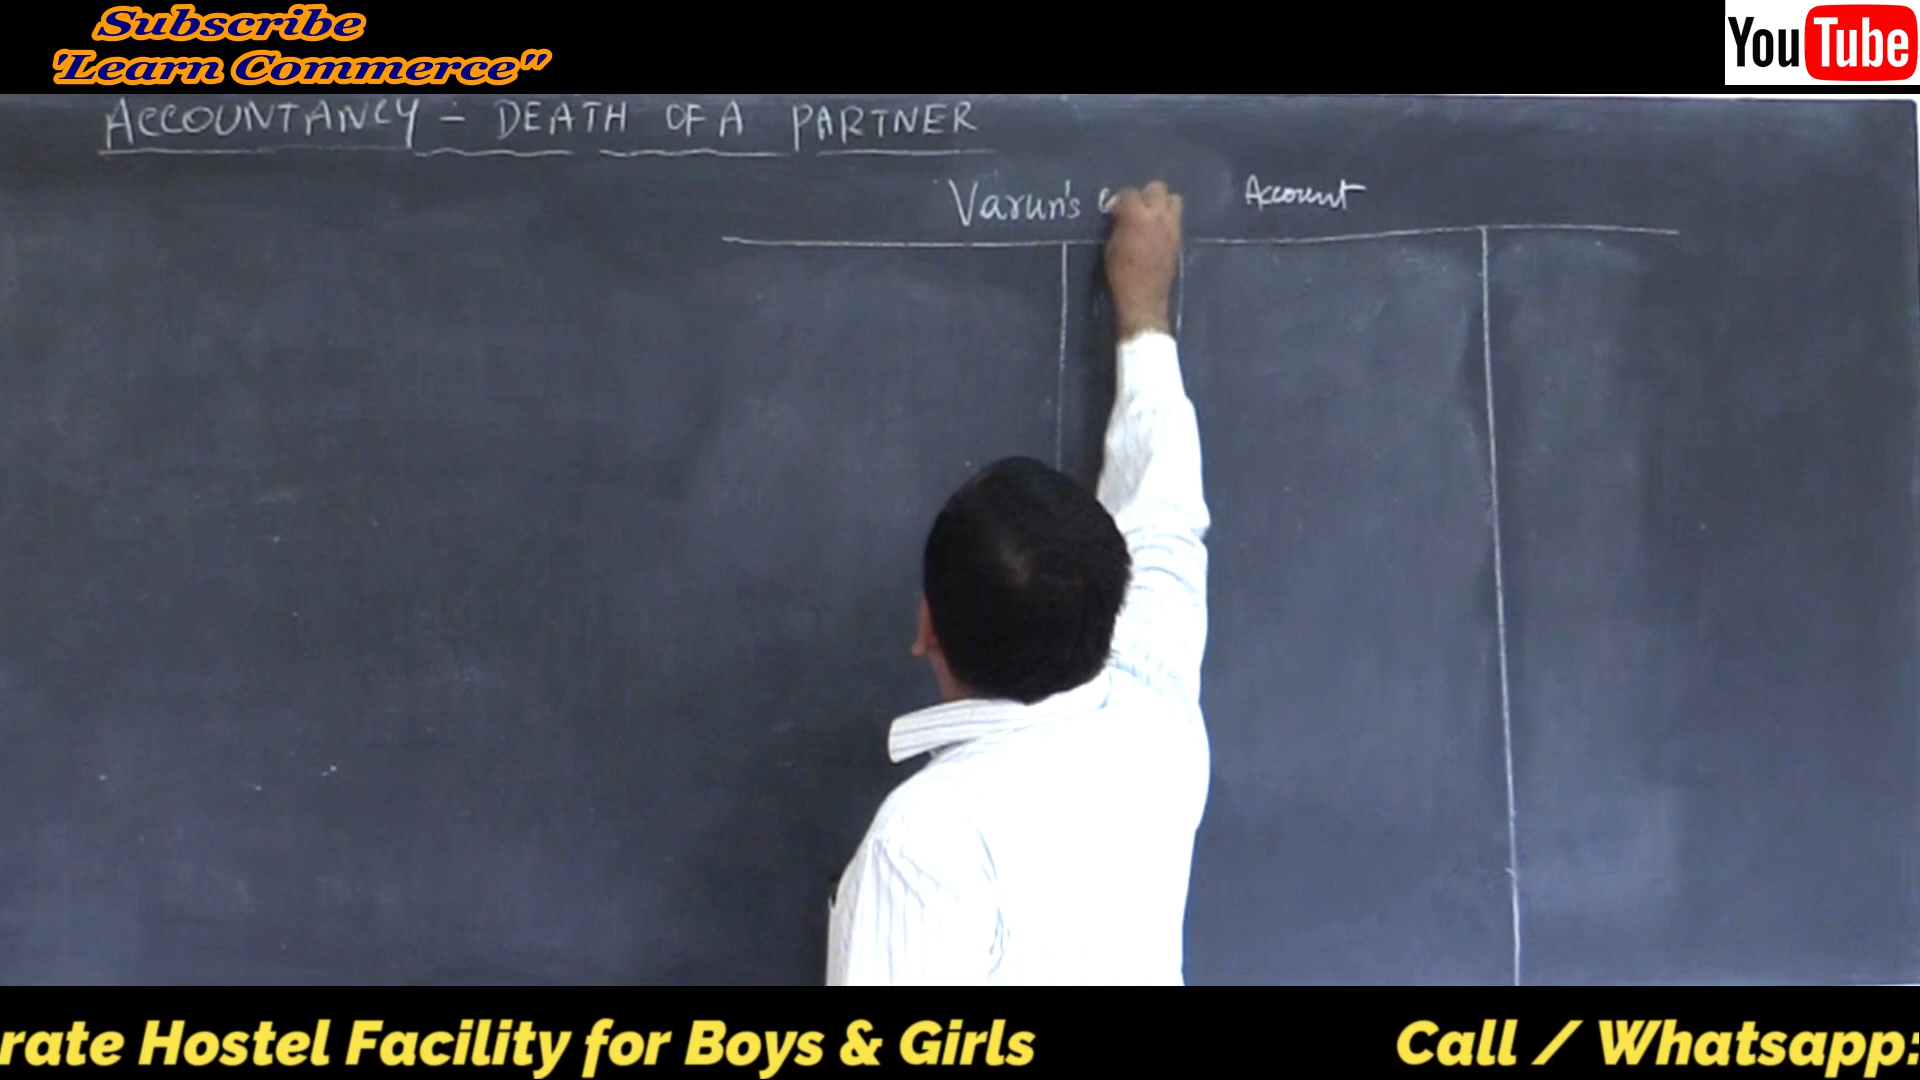 Subscribe
"Learn Commerce"
YouTube
ACCOUNTANCY - DEATH OF A PARTNER
Varun's Account
rate Hostel Facility for Boys & Girls Call / Whatsapp: